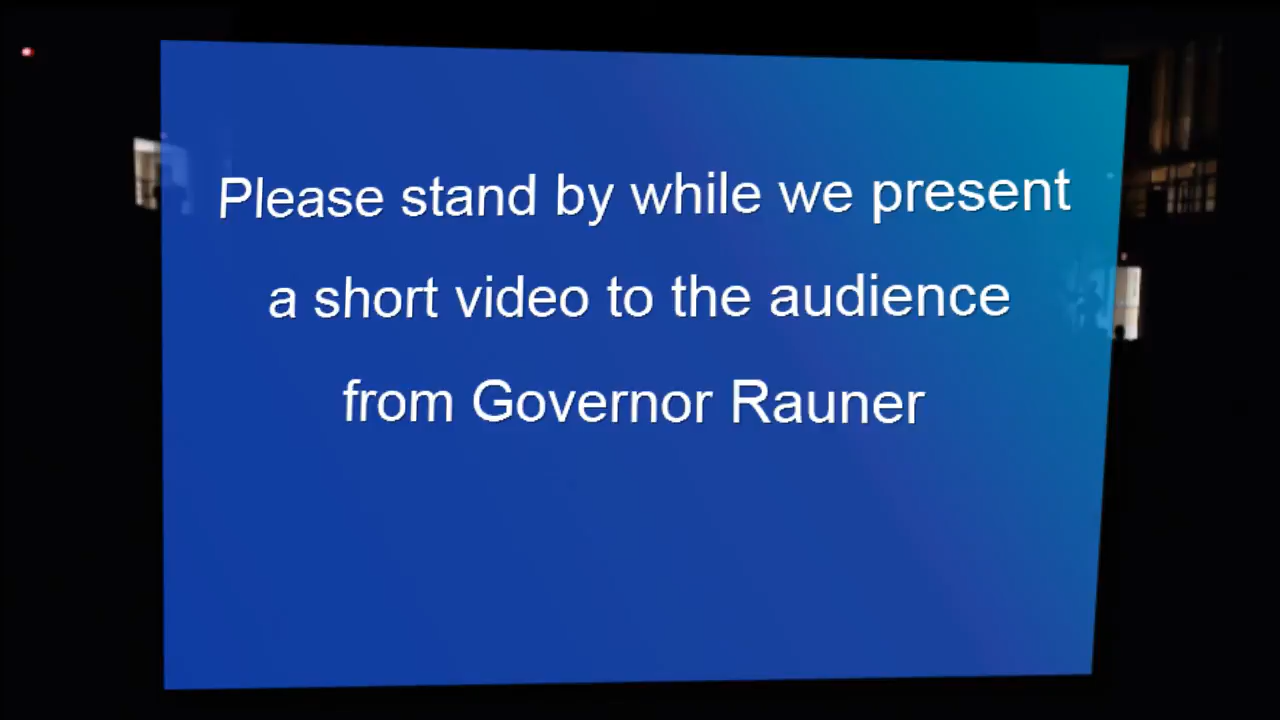 Please stand by while we present
a short video to the audience
from Governor Rauner